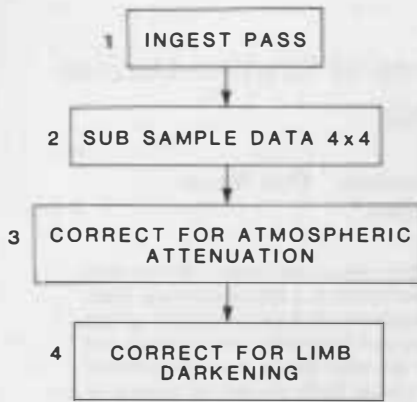 1 INGEST PASS
2 SUB SAMPLE DATA 4x4
3 CORRECT FOR ATMOSPHERIC
ATTENUATION
4 CORRECT FOR LIMB
DARKENING